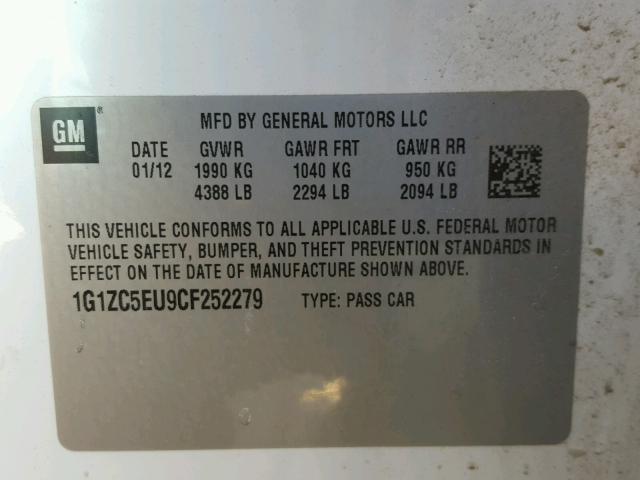 GM ®
MFD BY GENERAL MOTORS LLC
DATE GVWR GAWR FRT GAWR RR
01/12 1990 KG 1040 KG 950 KG
4388 LB 2294 LB 2094 LB
THIS VEHICLE CONFORMS TO ALL APPLICABLE U.S. FEDERAL MOTOR
VEHICLE SAFETY, BUMPER, AND THEFT PREVENTION STANDARDS IN
EFFECT ON THE DATE OF MANUFACTURE SHOWN ABOVE.
1G1ZC5EU9CF252279 TYPE: PASS CAR